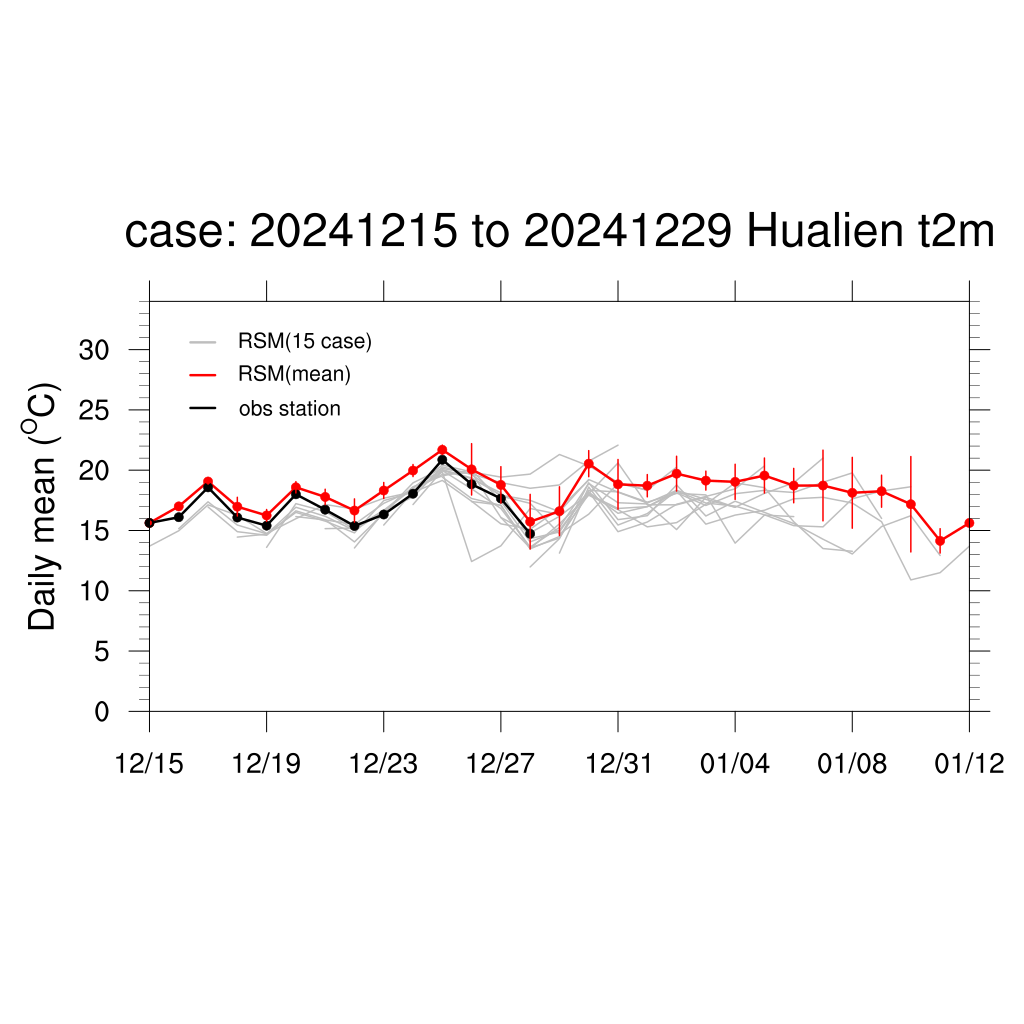 case: 20241215 to 20241229 Hualien t2m
RSM(15 case)
RSM(mean)
obs station
Daily mean (°C)
30
25
20
15
10
5
0
12/15 12/19 12/23 12/27 12/31 01/04 01/08 01/12